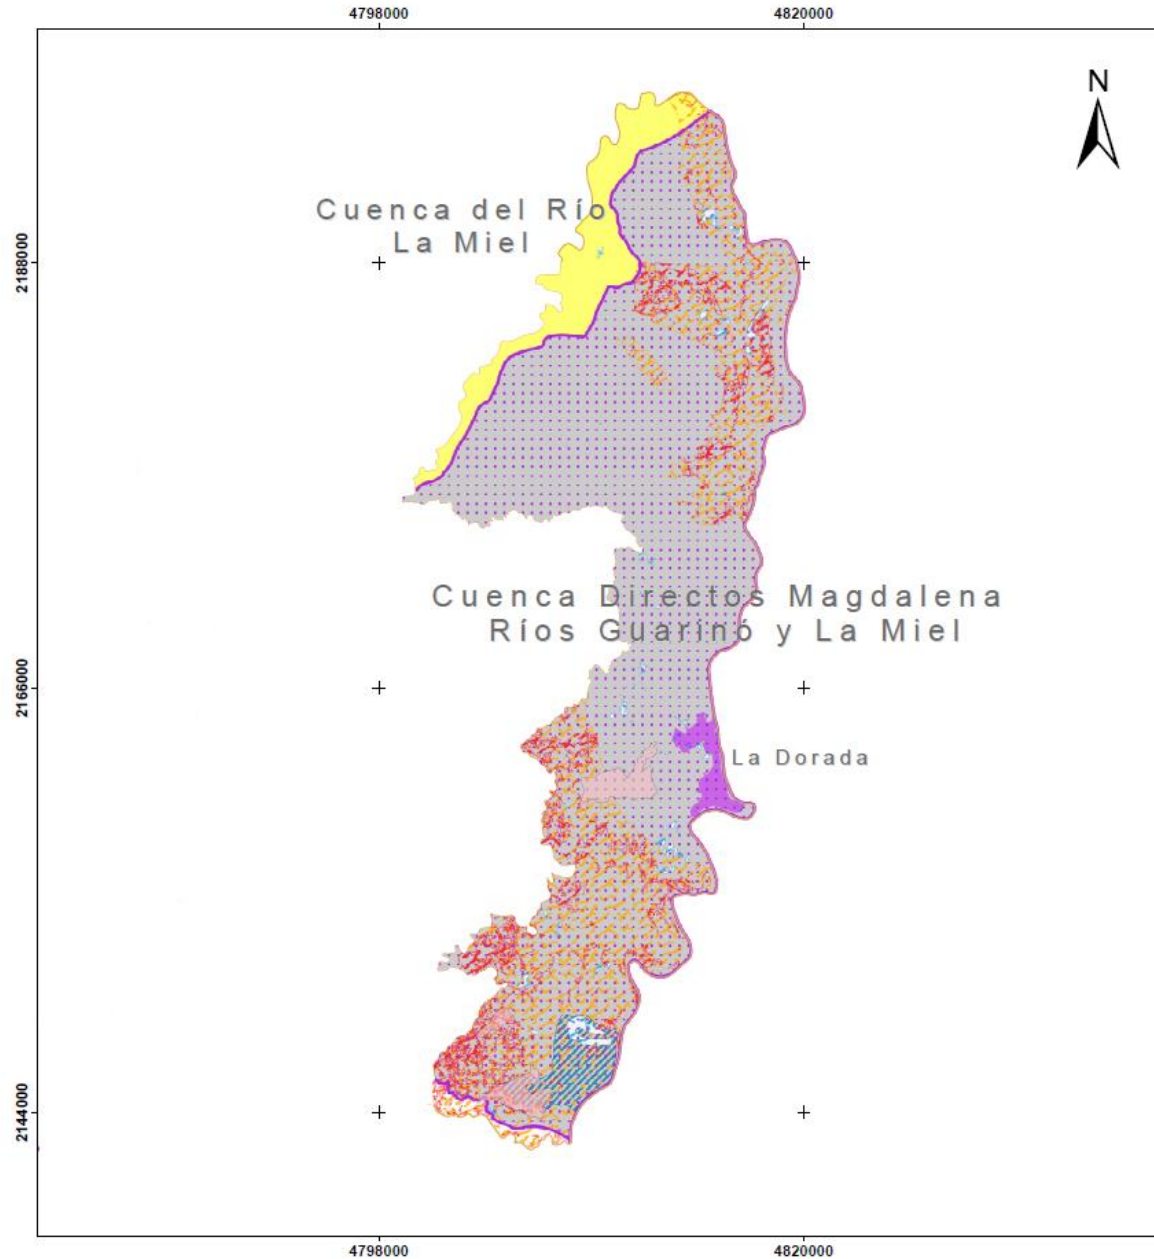 4798000
4820000
N
Cuenca del Río
La Miel
2188000
Cuenca Directos Magdalena
Ríos Guarinó y La Miel
2166000
La Dorada
2144000
4798000
4820000